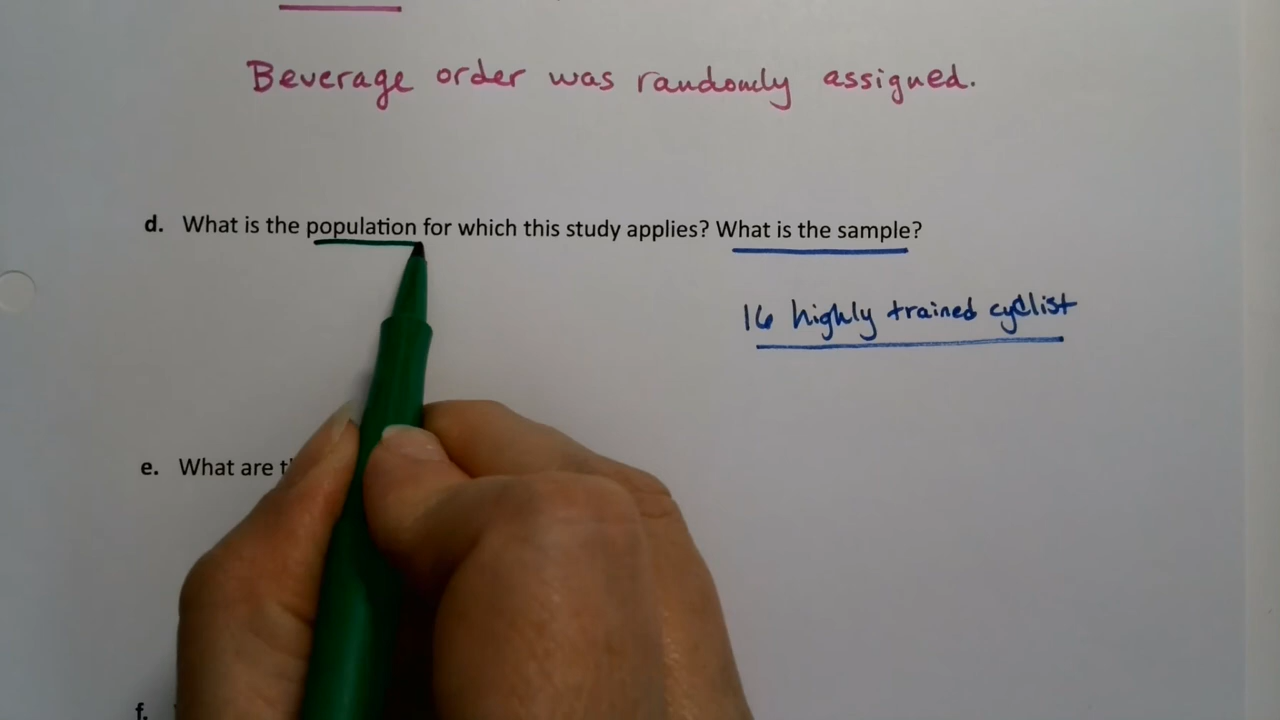 Beverage order was randomly assigned.
d. What is the population for which this study applies? What is the sample?
16 highly trained cyclist
e. What are
f.